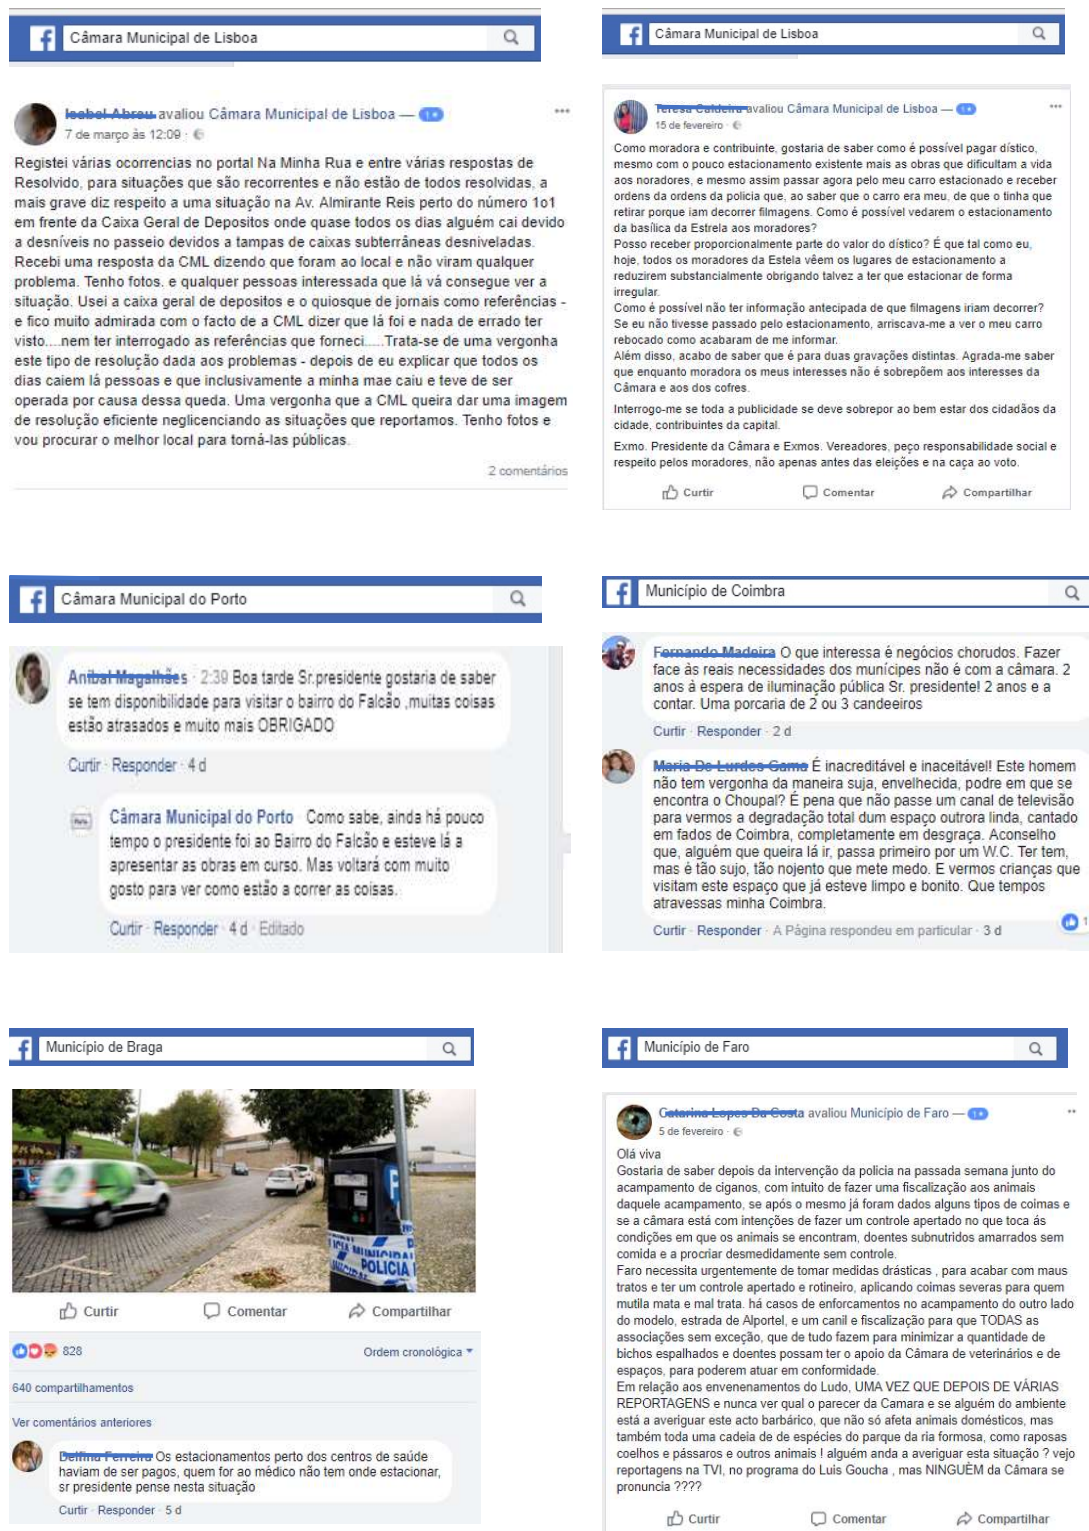 Câmara Municipal de Lisboa
Isabel Abreu avaliou Câmara Municipal de Lisboa — 1★
7 de março às 12:09
Registei várias ocorrencias no portal Na Minha Rua e entre várias respostas de
Resolvido, para situações que são recorrentes e não estão de todos resolvidas, a
mais grave diz respeito a uma situação na Av. Almirante Reis perto do número 1o1
em frente da Caixa Geral de Depositos onde quase todos os dias alguém cai devido
a desníveis no passeio devidos a tampas de caixas subterrâneas desniveladas.
Recebi uma resposta da CML dizendo que foram ao local e não viram qualquer
problema. Tenho fotos. e qualquer pessoas interessada que lá vá consegue ver a
situação. Usei a caixa geral de depositos e o quiosque de jornais como referências -
e fico muito admirada com o facto de a CML dizer que lá foi e nada de errado ter
visto....nem ter interrogado as referências que forneci.....Trata-se de uma vergonha
este tipo de resolução dada aos problemas - depois de eu explicar que todos os
dias caiem lá pessoas e que inclusivamente a minha mae caiu e teve de ser
operada por causa dessa queda. Uma vergonha que a CML queira dar uma imagem
de resolução eficiente neglicenciando as situações que reportamos. Tenho fotos e
vou procurar o melhor local para torná-las públicas.
2 comentários
Câmara Municipal de Lisboa
Teresa Caldeira avaliou Câmara Municipal de Lisboa — 1★
15 de fevereiro
Como moradora e contribuinte, gostaria de saber como é possível pagar dístico,
mesmo com o pouco estacionamento existente mais as obras que dificultam a vida
aos noradores, e mesmo assim passar agora pelo meu carro estacionado e receber
ordens da ordens da policia que, ao saber que o carro era meu, de que o tinha que
retirar porque iam decorrer filmagens. Como é possível vedarem o estacionamento
da basílica da Estrela aos moradores?
Posso receber proporcionalmente parte do valor do dístico? É que tal como eu,
hoje, todos os moradores da Estela vêem os lugares de estacionamento a
reduzirem substancialmente obrigando talvez a ter que estacionar de forma
irregular.
Como é possível não ter informação antecipada de que filmagens iriam decorrer?
Se eu não tivesse passado pelo estacionamento, arriscava-me a ver o meu carro
rebocado como acabaram de me informar.
Além disso, acabo de saber que é para duas gravações distintas. Agrada-me saber
que enquanto moradora os meus interesses não é sobrepõem aos interesses da
Câmara e aos dos cofres.
Interrogo-me se toda a publicidade se deve sobrepor ao bem estar dos cidadãos da
cidade, contribuintes da capital.
Exmo. Presidente da Câmara e Exmos. Vereadores, peço responsabilidade social e
respeito pelos moradores, não apenas antes das eleições e na caça ao voto.
Curtir Comentar Compartilhar
Câmara Municipal do Porto
Anibal Magalhães · 2:39 Boa tarde Sr.presidente gostaria de saber
se tem disponibilidade para visitar o bairro do Falcão ,muitas coisas
estão atrasados e muito mais OBRIGADO
Curtir · Responder · 4 d
Câmara Municipal do Porto Como sabe, ainda há pouco
tempo o presidente foi ao Bairro do Falcão e esteve lá a
apresentar as obras em curso. Mas voltará com muito
gosto para ver como estão a correr as coisas.
Curtir · Responder · 4 d · Editado
Município de Coimbra
Fernando Madeira O que interessa é negócios chorudos. Fazer
face às reais necessidades dos munícipes não é com a câmara. 2
anos á espera de iluminação pública Sr. presidente! 2 anos e a
contar. Uma porcaria de 2 ou 3 candeeiros
Curtir · Responder · 2 d
Maria De Lurdes Gama É inacreditável e inaceitável! Este homem
não tem vergonha da maneira suja, envelhecida, podre em que se
encontra o Choupal? É pena que não passe um canal de televisão
para vermos a degradação total dum espaço outrora linda, cantado
em fados de Coimbra, completamente em desgraça. Aconselho
que, alguém que queira lá ir, passa primeiro por um W.C. Ter tem,
mas é tão sujo, tão nojento que mete medo. E vermos crianças que
visitam este espaço que já esteve limpo e bonito. Que tempos
atravessas minha Coimbra.
Curtir · Responder · A Página respondeu em particular · 3 d
1
Município de Braga
P
POLICIA MUNICIPAL
POLICIA
Curtir Comentar Compartilhar
828
Ordem cronológica
640 compartilhamentos
Ver comentários anteriores
Delfina Ferreira Os estacionamentos perto dos centros de saúde
haviam de ser pagos, quem for ao médico não tem onde estacionar,
sr presidente pense nesta situação
Curtir · Responder · 5 d
Município de Faro
Catarina Lopes Da Costa avaliou Município de Faro — 1★
5 de fevereiro
Olá viva
Gostaria de saber depois da intervenção da policia na passada semana junto do
acampamento de ciganos, com intuito de fazer uma fiscalização aos animais
daquele acampamento, se após o mesmo já foram dados alguns tipos de coimas e
se a câmara está com intenções de fazer um controle apertado no que toca ás
condições em que os animais se encontram, doentes subnutridos amarrados sem
comida e a procriar desmedidamente sem controle.
Faro necessita urgentemente de tomar medidas drásticas , para acabar com maus
tratos e ter um controle apertado e rotineiro, aplicando coimas severas para quem
mutila mata e mal trata. há casos de enforcamentos no acampamento do outro lado
do modelo, estrada de Alportel, e um canil e fiscalização para que TODAS as
associações sem exceção, que de tudo fazem para minimizar a quantidade de
bichos espalhados e doentes possam ter o apoio da Câmara de veterinários e de
espaços, para poderem atuar em conformidade.
Em relação aos envenenamentos do Ludo, UMA VEZ QUE DEPOIS DE VÁRIAS
REPORTAGENS e nunca ver qual o parecer da Camara e se alguém do ambiente
está a averiguar este acto barbárico, que não só afeta animais domésticos, mas
também toda uma cadeia de de espécies do parque da ria formosa, como raposas
coelhos e pássaros e outros animais ! alguém anda a averiguar esta situação ? vejo
reportagens na TVI, no programa do Luis Goucha , mas NINGUÈM da Câmara se
pronuncia ????
Curtir Comentar Compartilhar